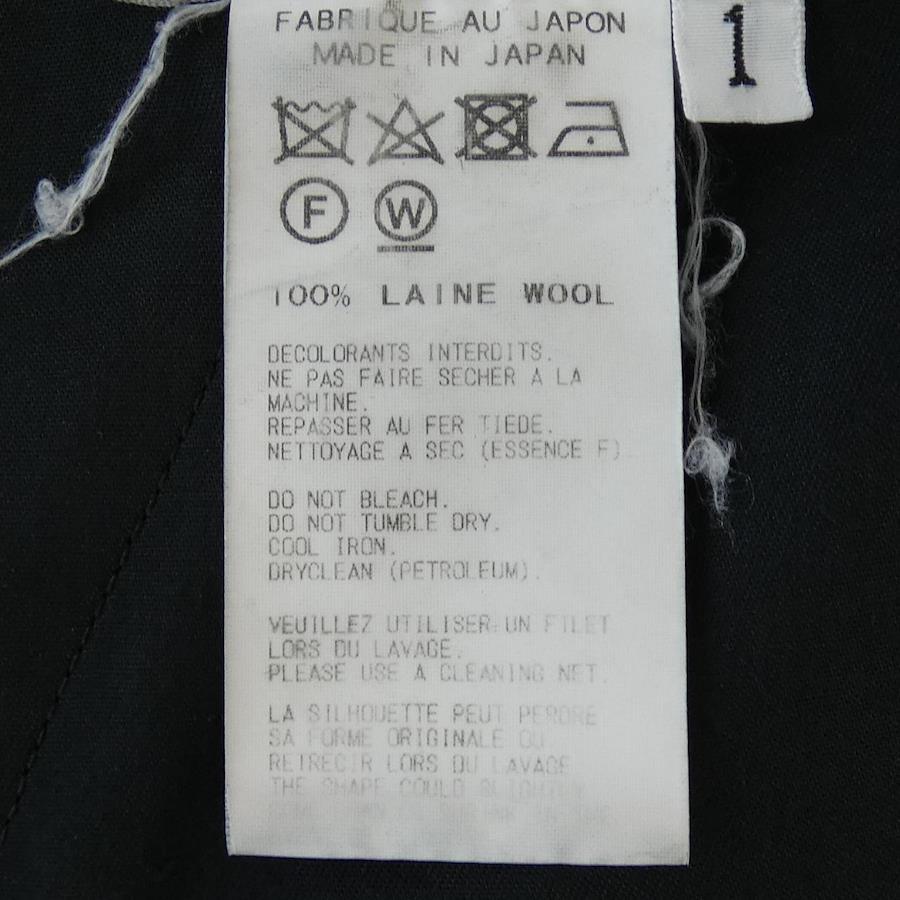 FABRIQUE AU JAPON
MADE IN JAPAN
1
F W
100% LAINE WOOL
DECOLORANTS INTERDITS.
NE PAS FAIRE SECHER A LA
MACHINE.
REPASSER AU FER TIEDE.
NETTOYAGE A SEC (ESSENCE F)
DO NOT BLEACH.
DO NOT TUMBLE DRY.
COOL IRON.
DRYCLEAN (PETROLEUM).
VEUILLEZ UTILISER UN FILET
LORS DU LAVAGE.
PLEASE USE A CLEANING NET.
LA SILHOUETTE PEUT PERDRE
SA FORME ORIGINALE OU
RETRECIR LORS DU LAVAGE
THE SHAPE COULD SLIGHTLY